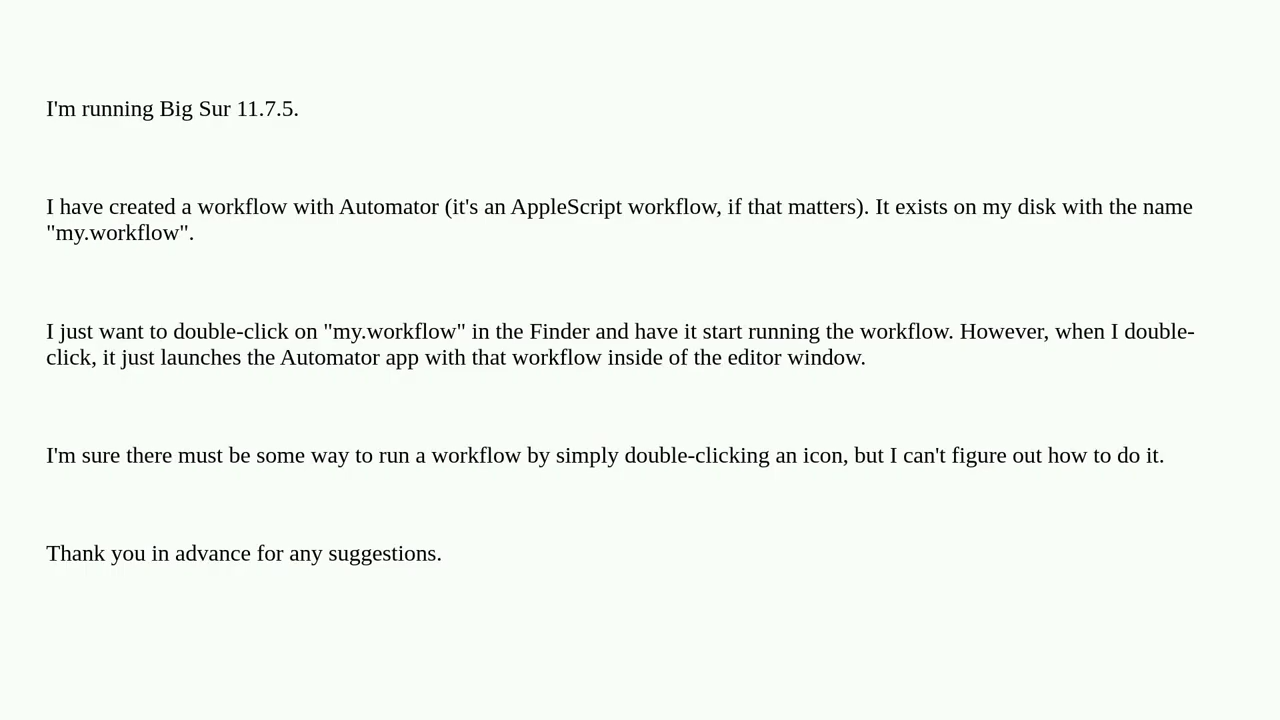 I'm running Big Sur 11.7.5.
I have created a workflow with Automator (it's an AppleScript workflow, if that matters). It exists on my disk with the name
"my.workflow".
I just want to double-click on "my.workflow" in the Finder and have it start running the workflow. However, when I double-
click, it just launches the Automator app with that workflow inside of the editor window.
I'm sure there must be some way to run a workflow by simply double-clicking an icon, but I can't figure out how to do it.
Thank you in advance for any suggestions.